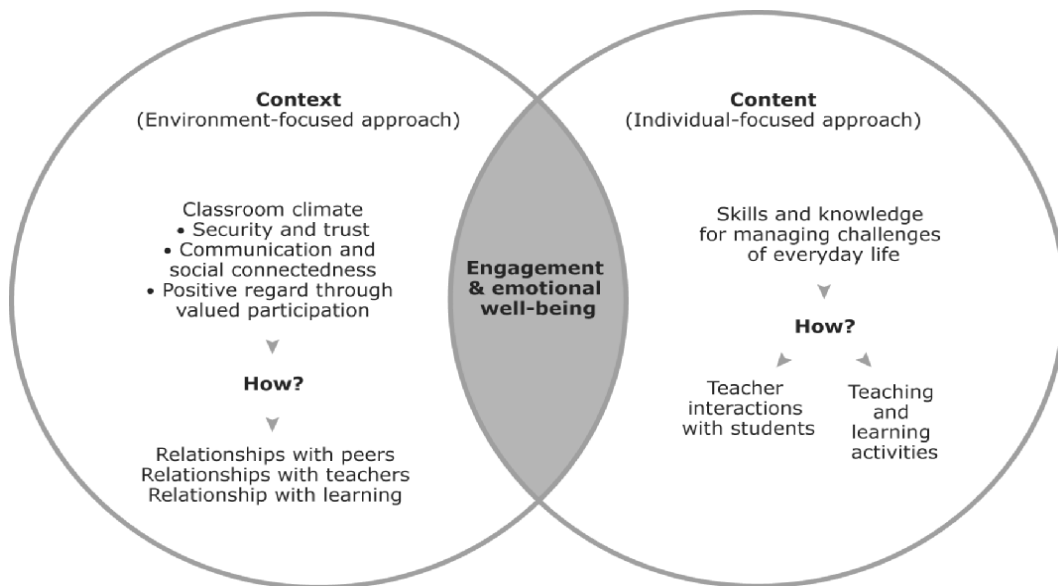 Context
(Environment-focused approach)
Classroom climate
• Security and trust
• Communication and
social connectedness
• Positive regard through
valued participation
How?
Relationships with peers
Relationships with teachers
Relationship with learning
Engagement
& emotional
well-being
Content
(Individual-focused approach)
Skills and knowledge
for managing challenges
of everyday life
How?
Teacher
interactions
with students
Teaching
and
learning
activities